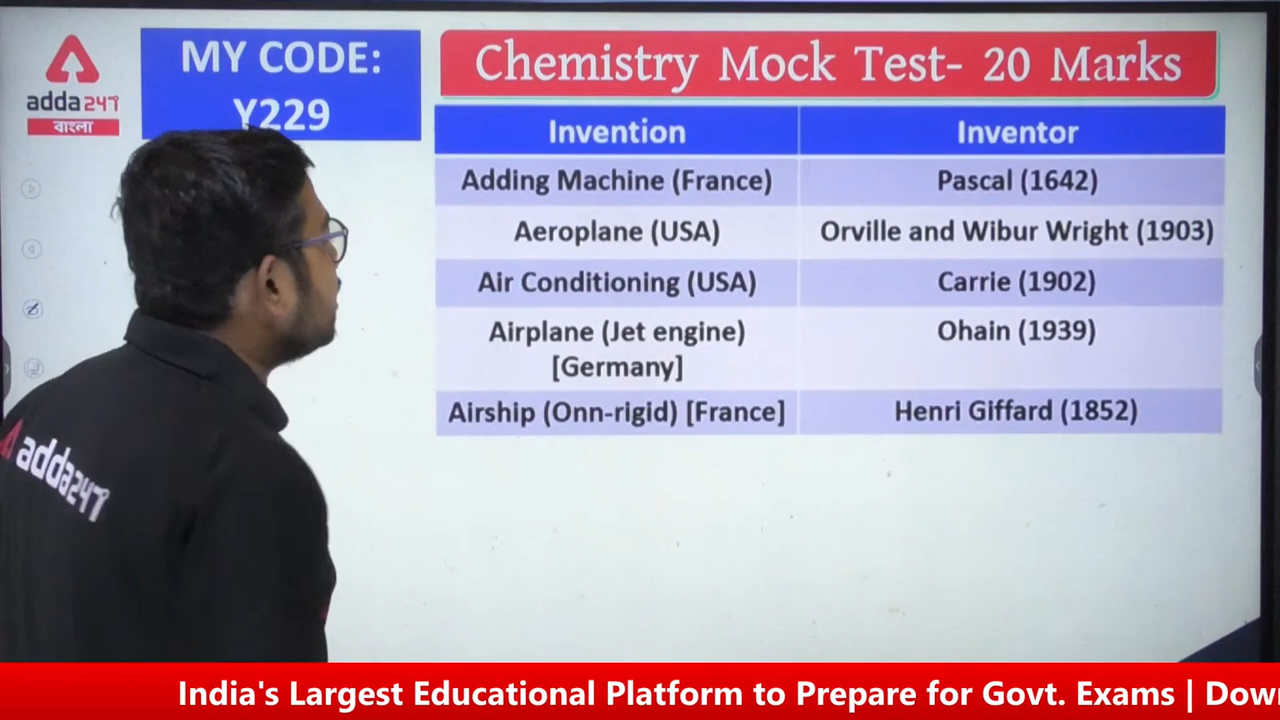 adda247
বাংলা
MY CODE:
Y229
Chemistry Mock Test- 20 Marks
Invention Inventor
Adding Machine (France) Pascal (1642)
Aeroplane (USA) Orville and Wibur Wright (1903)
Air Conditioning (USA) Carrie (1902)
Airplane (Jet engine) Ohain (1939)
[Germany]
Airship (Onn-rigid) [France] Henri Giffard (1852)
adda247
India's Largest Educational Platform to Prepare for Govt. Exams |